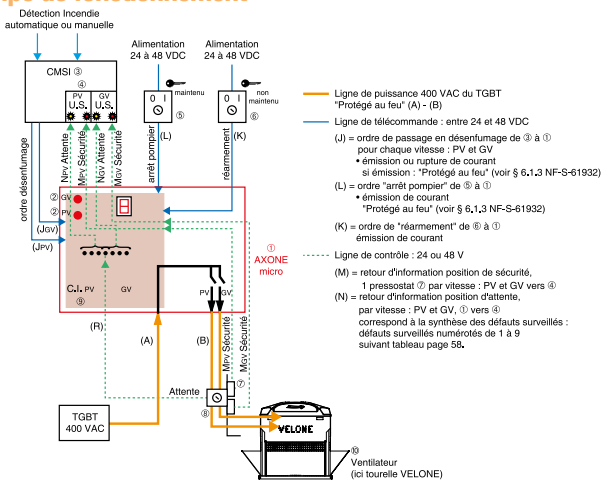 Détection Incendie
automatique ou manuelle
Alimentation
24 à 48 VDC
Alimentation
24 à 48 VDC
CMSI ③
④
PV
U.S.
GV
U.S.
0 I
maintenu
⑤
0 I
non
maintenu
⑥
(L)
(K)
ordre désenfumage
NPV Attente
MPV Sécurité
NGV Attente
MGV Sécurité
arrêt pompier
réarmement
② GV
② PV
(JGV)
(JPV)
①
AXONE
micro
C.I. PV
GV
⑨
PV
GV
(R)
(A)
(B)
MPV Sécurité
MGV Sécurité
Attente
⑦
⑧
TGBT
400 VAC
VELONE
⑩
Ventilateur
(ici tourelle VELONE)
Ligne de puissance 400 VAC du TGBT
"Protégé au feu" (A) - (B)
Ligne de télécommande : entre 24 et 48 VDC
(J) = ordre de passage en désenfumage de ③ à ①
pour chaque vitesse : PV et GV
• émission ou rupture de courant
si émission : "Protégé au feu" (voir § 6.1.3 NF-S-61932)
(L) = ordre "arrêt pompier" de ⑤ à ①
• émission de courant
"Protégé au feu" (voir § 6.1.3 NF-S-61932)
(K) = ordre de "réarmement" de ⑥ à ①
émission de courant
Ligne de contrôle : 24 ou 48 V
(M) = retour d'information position de sécurité,
1 pressostat ⑦ par vitesse : PV et GV vers ④
(N) = retour d'information position d'attente,
par vitesse : PV et GV, ① vers ④
correspond à la synthèse des défauts surveillés :
défauts surveillés numérotés de 1 à 9
suivant tableau page 58.